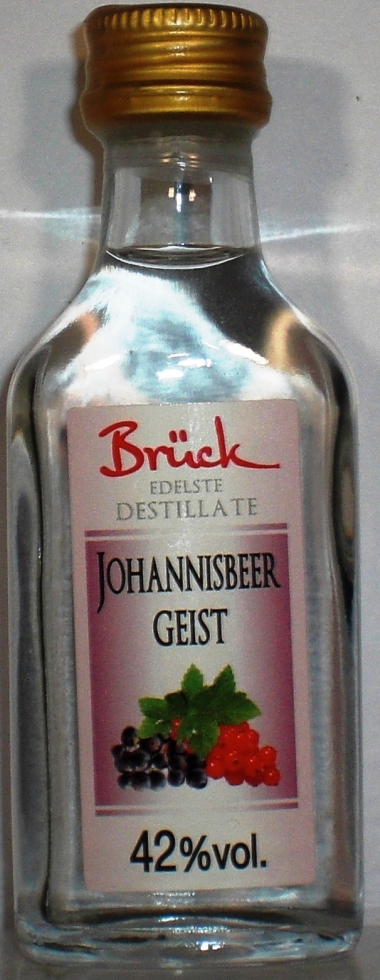 Brück
EDELSTE
DESTILLATE
JOHANNISBEER
GEIST
42%vol.